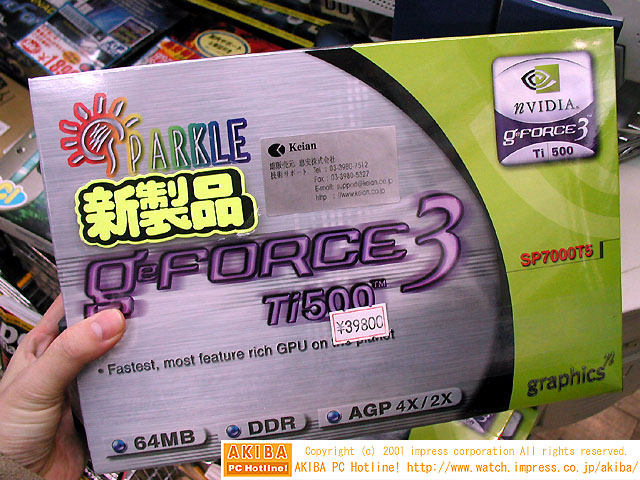 SPARKLE
新製品
Keian
総販売元: 恵安株式会社
技術サポート Tel : 03-3980-7512
Fax : 03-3980-5327
E-mail: support@keian.co.jp
http : //www.keian.co.jp
nVIDIA
geFORCE3
Ti 500
geFORCE3
Ti500™
SP7000T5
¥39800
• Fastest, most feature rich GPU on the planet
graphics
64MB
DDR
AGP 4X/2X
AKIBA
PC Hotline!
Copyright (c) 2001 impress corporation All rights reserved.
AKIBA PC Hotline! http://www.watch.impress.co.jp/akiba/